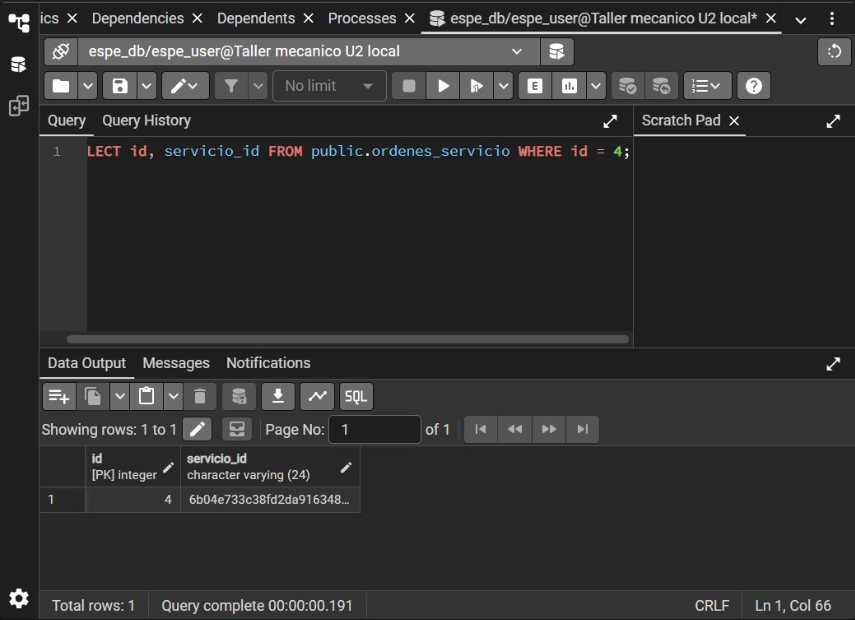 ics Dependencies Dependents Processes espe_db/espe_user@Taller mecanico U2 local*
espe_db/espe_user@Taller mecanico U2 local
No limit E
Query Query History Scratch Pad
1 LECT id, servicio_id FROM public.ordenes_servicio WHERE id = 4;
Data Output Messages Notifications
SQL
Showing rows: 1 to 1 Page No: 1 of 1
id servicio_id
[PK] integer character varying (24)
1 4 6b04e733c38fd2da916348…
Total rows: 1 Query complete 00:00:00.191 CRLF Ln 1, Col 66